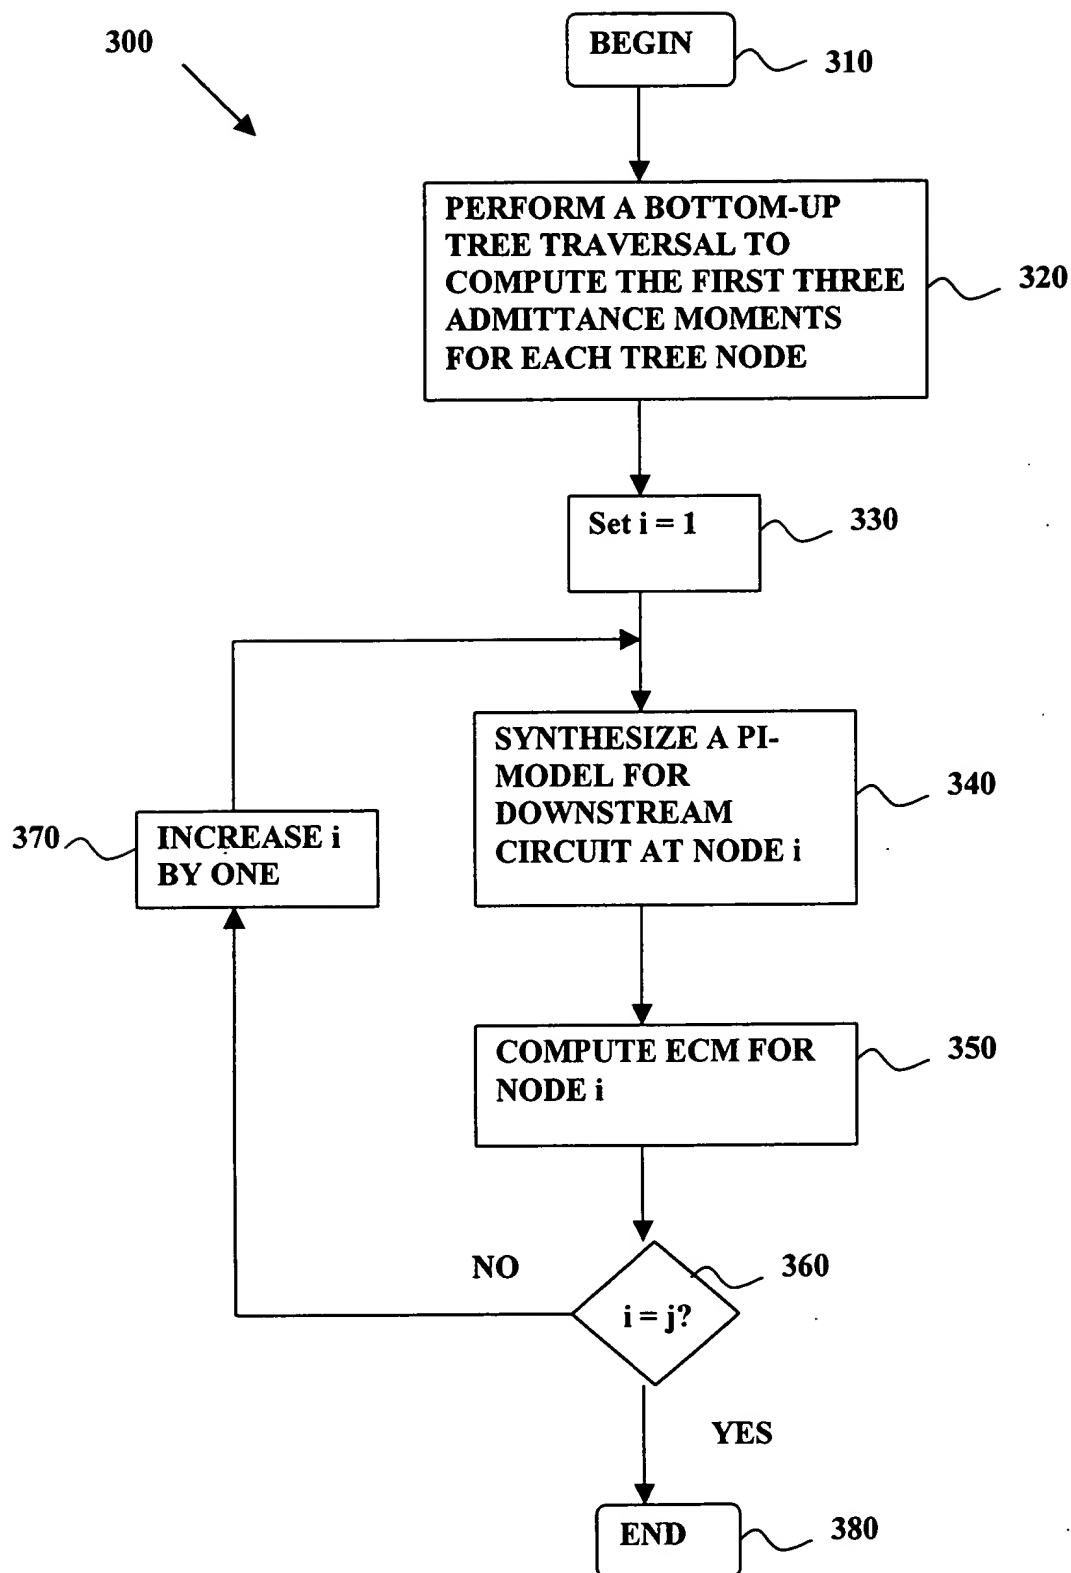 300
BEGIN
310
PERFORM A BOTTOM-UP
TREE TRAVERSAL TO
COMPUTE THE FIRST THREE
ADMITTANCE MOMENTS
FOR EACH TREE NODE
320
Set i = 1
330
SYNTHESIZE A PI-
MODEL FOR
DOWNSTREAM
CIRCUIT AT NODE i
340
370
INCREASE i
BY ONE
COMPUTE ECM FOR
NODE i
350
NO
360
i = j?
YES
END
380